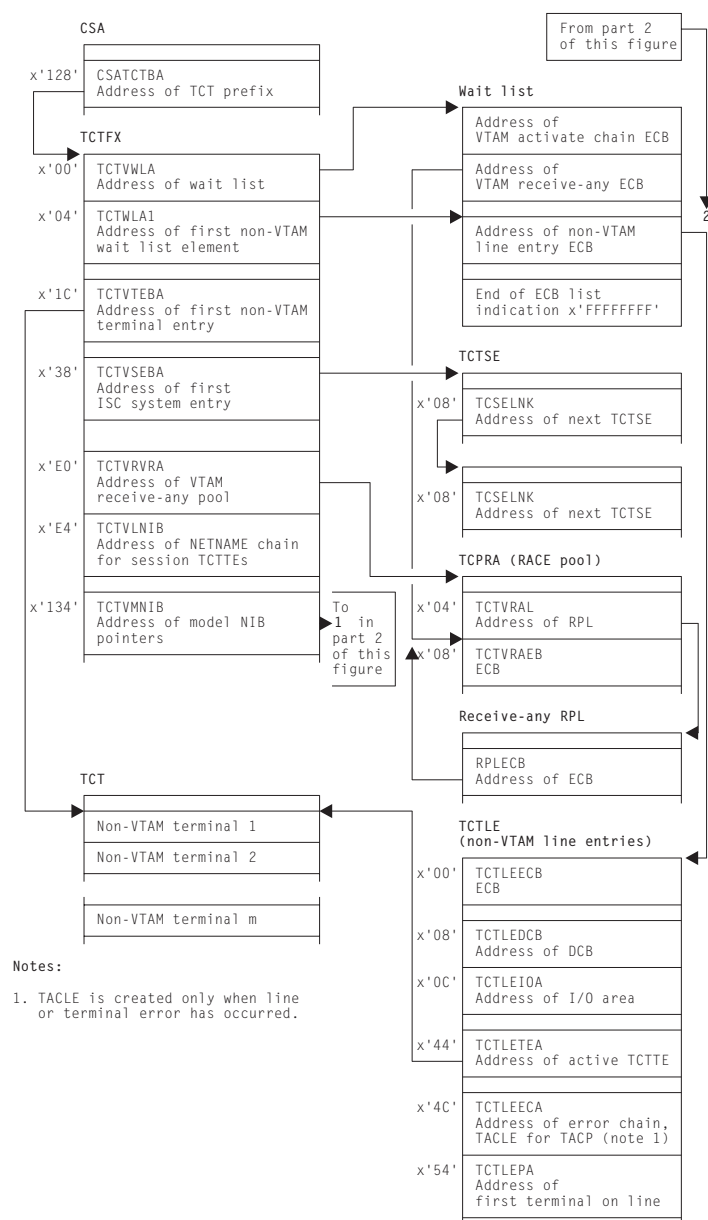 CSA
From part 2
of this figure
x'128' CSATCTBA
Address of TCT prefix
TCTFX
x'00' TCTVWLA
Address of wait list
x'04' TCTWLA1
Address of first non-VTAM
wait list element
x'1C' TCTVTEBA
Address of first non-VTAM
terminal entry
x'38' TCTVSEBA
Address of first
ISC system entry
x'E0' TCTVRVRA
Address of VTAM
receive-any pool
x'E4' TCTVLNIB
Address of NETNAME chain
for session TCTTEs
x'134' TCTVMNIB
Address of model NIB
pointers
To
1 in
part 2
of this
figure
Wait list
Address of
VTAM activate chain ECB
Address of
VTAM receive-any ECB
2
Address of non-VTAM
line entry ECB
End of ECB list
indication x'FFFFFFFF'
TCTSE
x'08' TCSELNK
Address of next TCTSE
x'08' TCSELNK
Address of next TCTSE
TCPRA (RACE pool)
x'04' TCTVRAL
Address of RPL
x'08' TCTVRAEB
ECB
Receive-any RPL
RPLECB
Address of ECB
TCT
Non-VTAM terminal 1
Non-VTAM terminal 2
Non-VTAM terminal m
TCTLE
(non-VTAM line entries)
x'00' TCTLEECB
ECB
x'08' TCTLEDCB
Address of DCB
x'0C' TCTLEIOA
Address of I/O area
x'44' TCTLETEA
Address of active TCTTE
x'4C' TCTLEECA
Address of error chain,
TACLE for TACP (note 1)
x'54' TCTLEPA
Address of
first terminal on line
Notes:
1. TACLE is created only when line
or terminal error has occurred.